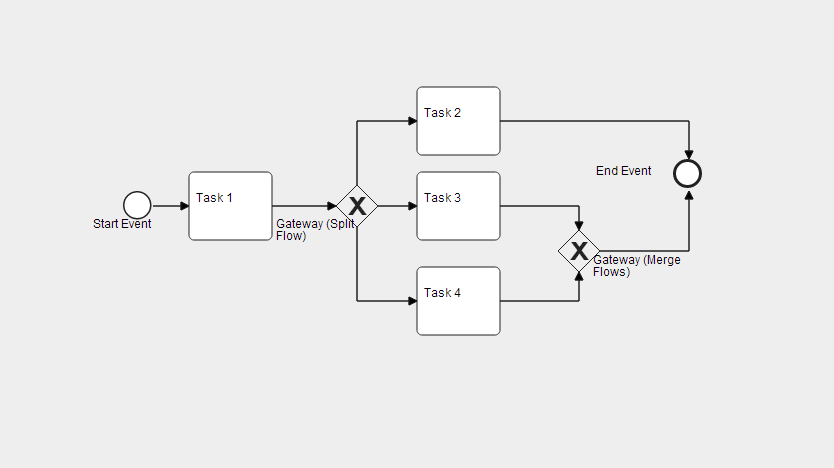 Task 2
End Event
Task 1
Task 3
Start Event
Gateway (Split
Flow)
X
X
Gateway (Merge
Flows)
Task 4